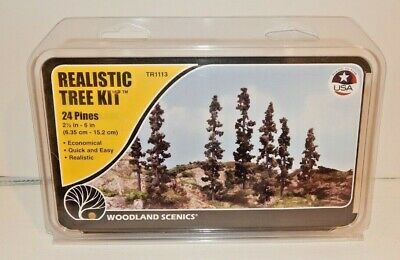 REALISTIC
TREE KIT™
TR1113
24 Pines
2½ in - 6 in
(6.35 cm - 15.2 cm)
• Economical
• Quick and Easy
• Realistic
USA
WOODLAND SCENICS®